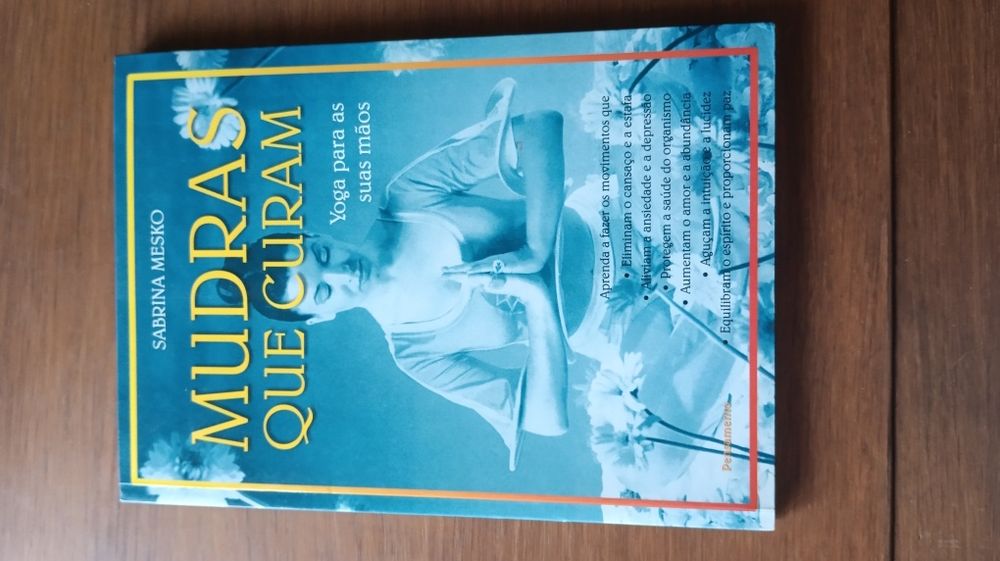 SABRINA MESKO
MUDRAS
QUE CURAM
Yoga para as
suas mãos
Aprenda a fazer os movimentos que
• Eliminam o cansaço e a estafa
• Aliviam a ansiedade e a depressão
• Protegem a saúde do organismo
• Aumentam o amor e a abundância
• Aguçam a intuição e a lucidez
• Equilibram o espírito e proporcionam paz
Pensamento